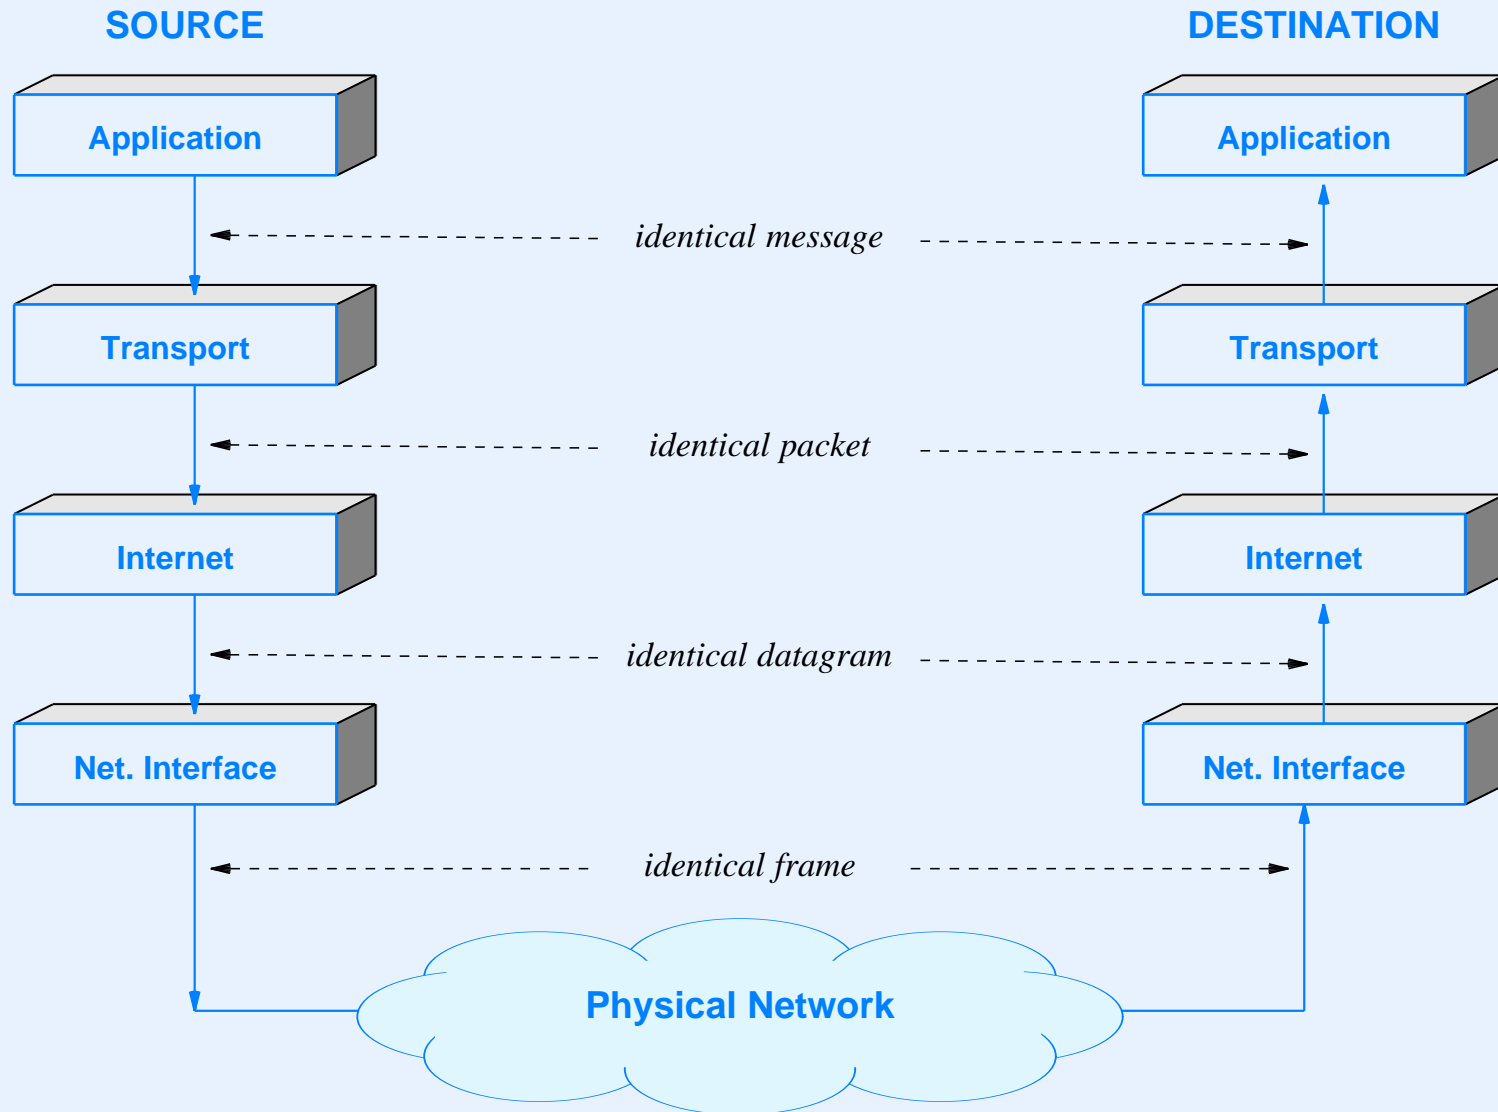 SOURCE
DESTINATION
Application
Application
identical message
Transport
Transport
identical packet
Internet
Internet
identical datagram
Net. Interface
Net. Interface
identical frame
Physical Network